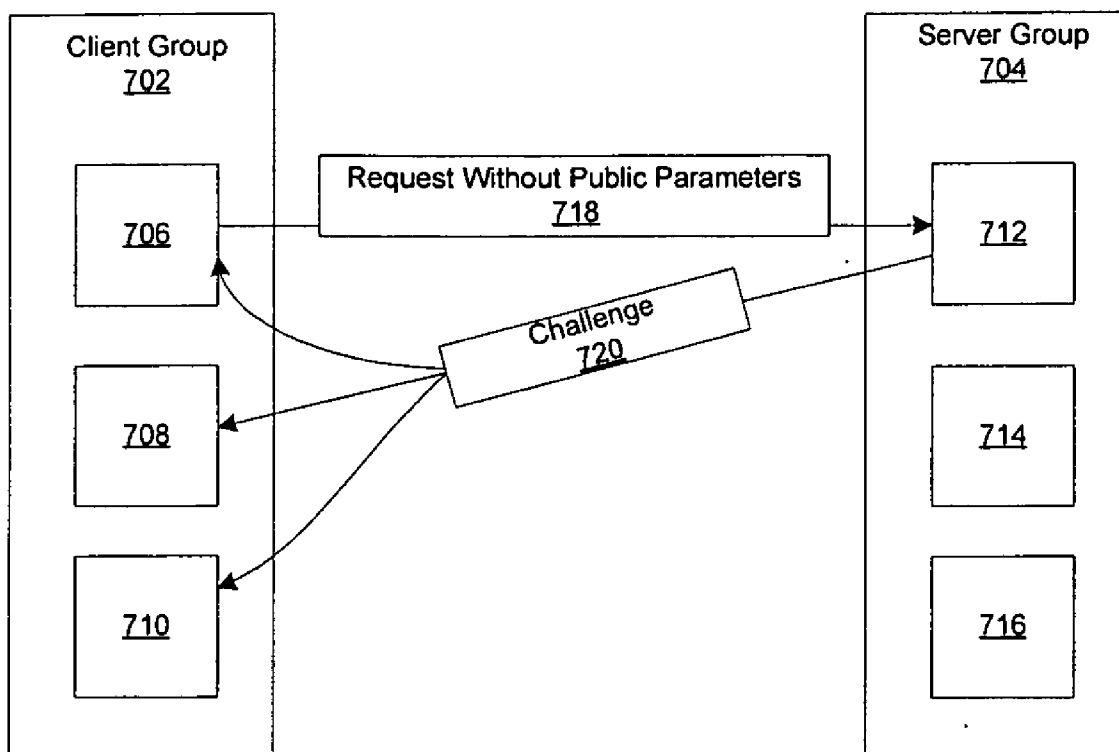 Client Group
702
Server Group
704
Request Without Public Parameters
718
706
712
Challenge
720
708
714
710
716